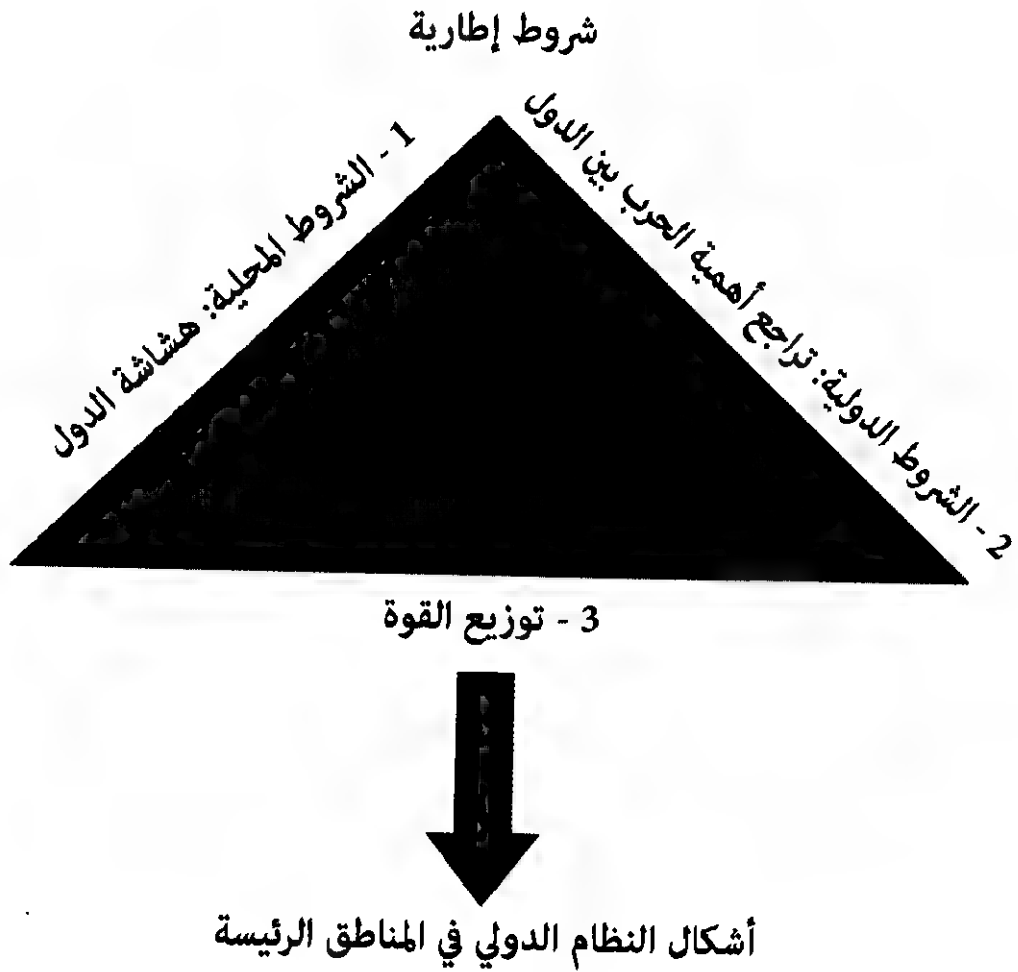 شروط إطارية
1 - الشروط المحلية: هشاشة الدول
2 - الشروط الدولية: تراجع أهمية الحرب بين الدول
3 - توزيع القوة
أشكال النظام الدولي في المناطق الرئيسة